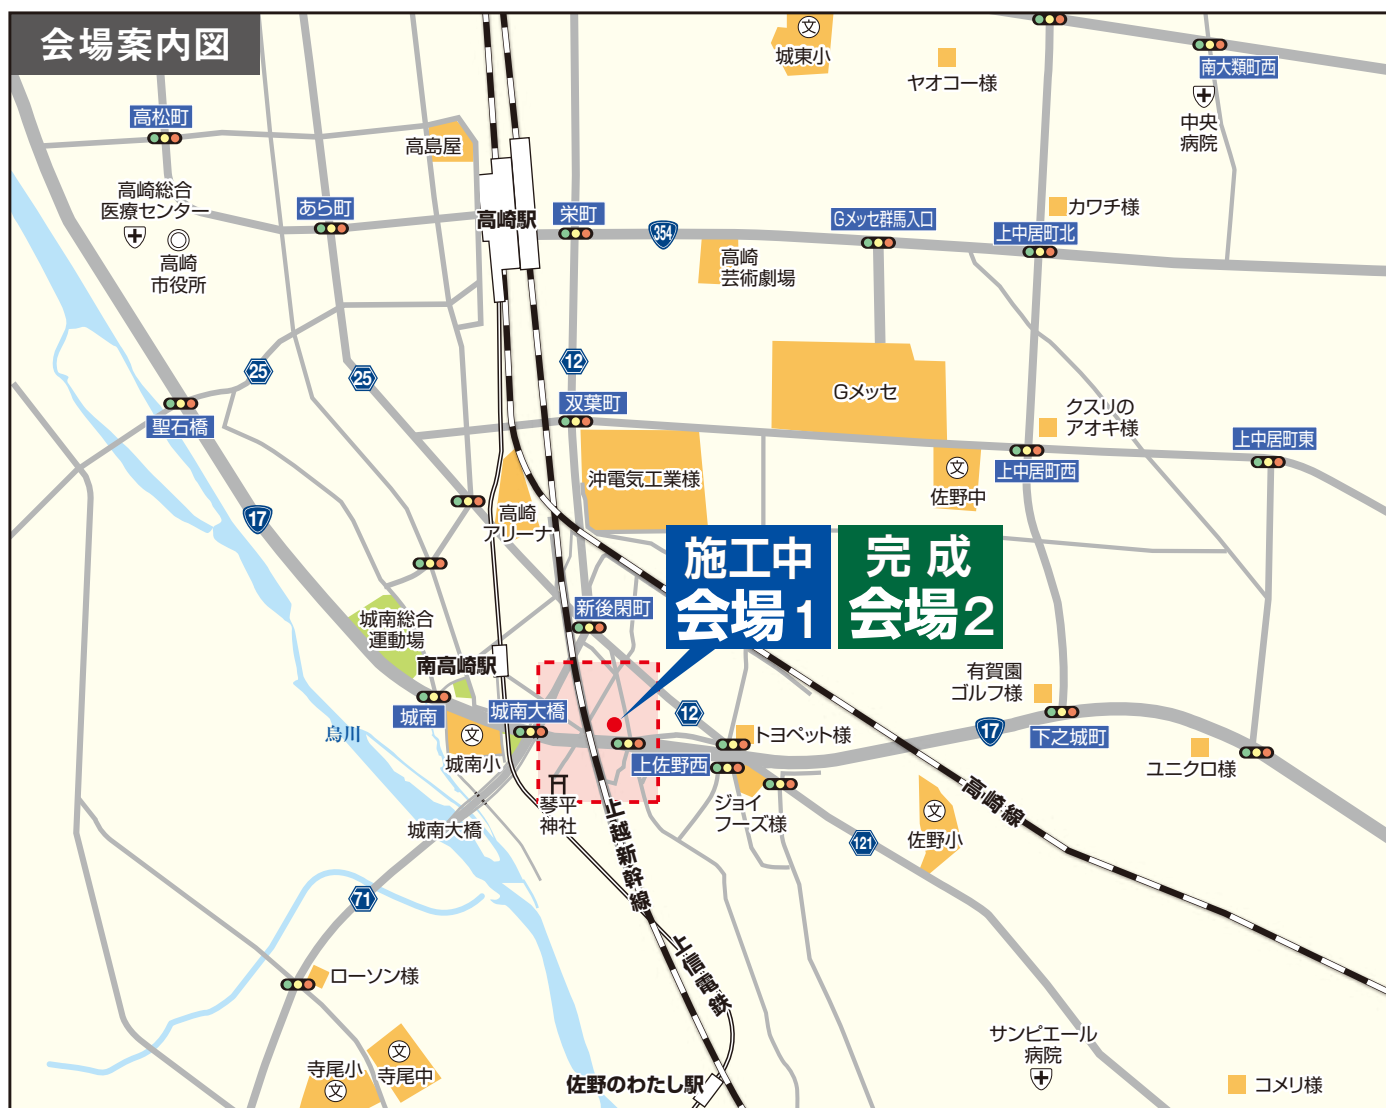 会場案内図
城東小
ヤオコー様
南大類町西
中央
病院
高松町
高島屋
高崎総合
医療センター
高崎
市役所
あら町
高崎駅
栄町
354
Gメッセ群馬入口
カワチ様
上中居町北
高崎
芸術劇場
25
25
12
Gメッセ
聖石橋
双葉町
クスリの
アオキ様
上中居町東
上中居町西
沖電気工業様
佐野中
17
高崎
アリーナ
施工中
会場1
完成
会場2
新後閑町
城南総合
運動場
南高崎駅
城南
城南大橋
有賀園
ゴルフ様
12
17
下之城町
烏川
城南小
トヨペット様
上佐野西
ユニクロ様
琴平
神社
ジョイ
フーズ様
高崎線
城南大橋
上越新幹線
121
佐野小
71
上信電鉄
ローソン様
サンピエール
病院
寺尾小
寺尾中
佐野のわたし駅
コメリ様
文
文
文
文
文
文